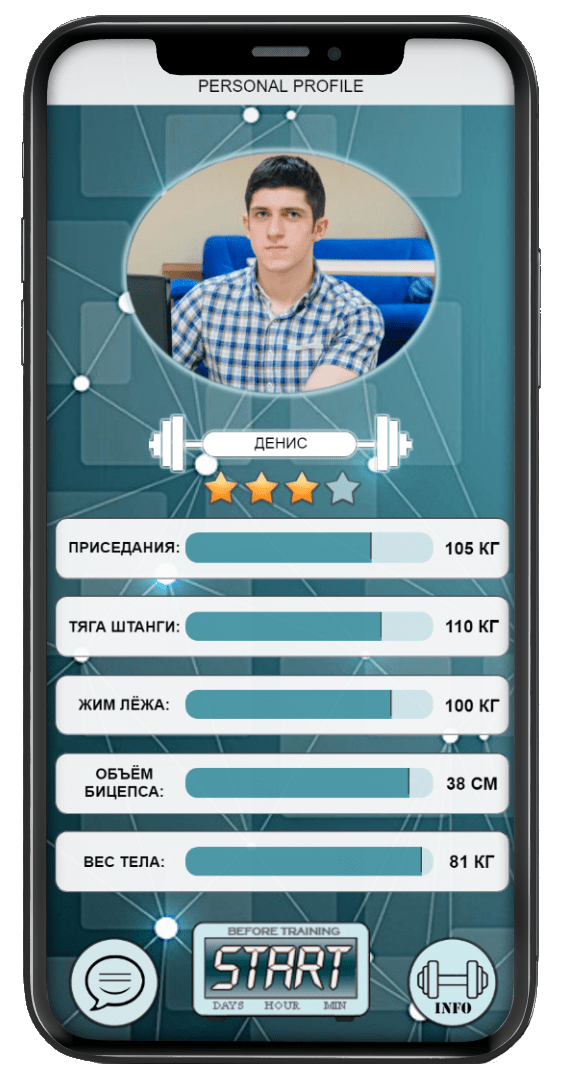 PERSONAL PROFILE
ДЕНИС
ПРИСЕДАНИЯ: 105 КГ
ТЯГА ШТАНГИ: 110 КГ
ЖИМ ЛЁЖА: 100 КГ
ОБЪЁМ
БИЦЕПСА: 38 СМ
ВЕС ТЕЛА: 81 КГ
BEFORE TRAINING
START
DAYS HOUR MIN
INFO